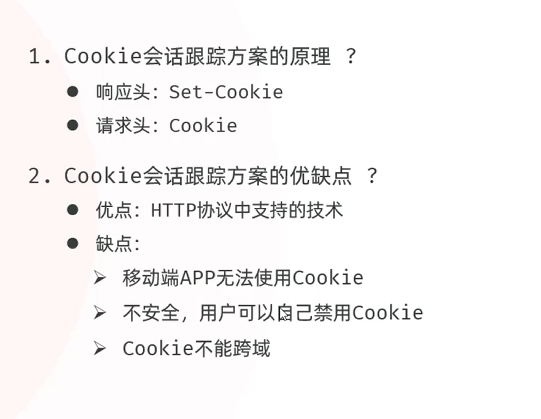 1. Cookie会话跟踪方案的原理 ？
● 响应头：Set-Cookie
● 请求头：Cookie
2. Cookie会话跟踪方案的优缺点 ？
● 优点：HTTP协议中支持的技术
● 缺点：
➢ 移动端APP无法使用Cookie
➢ 不安全，用户可以自己禁用Cookie
➢ Cookie不能跨域